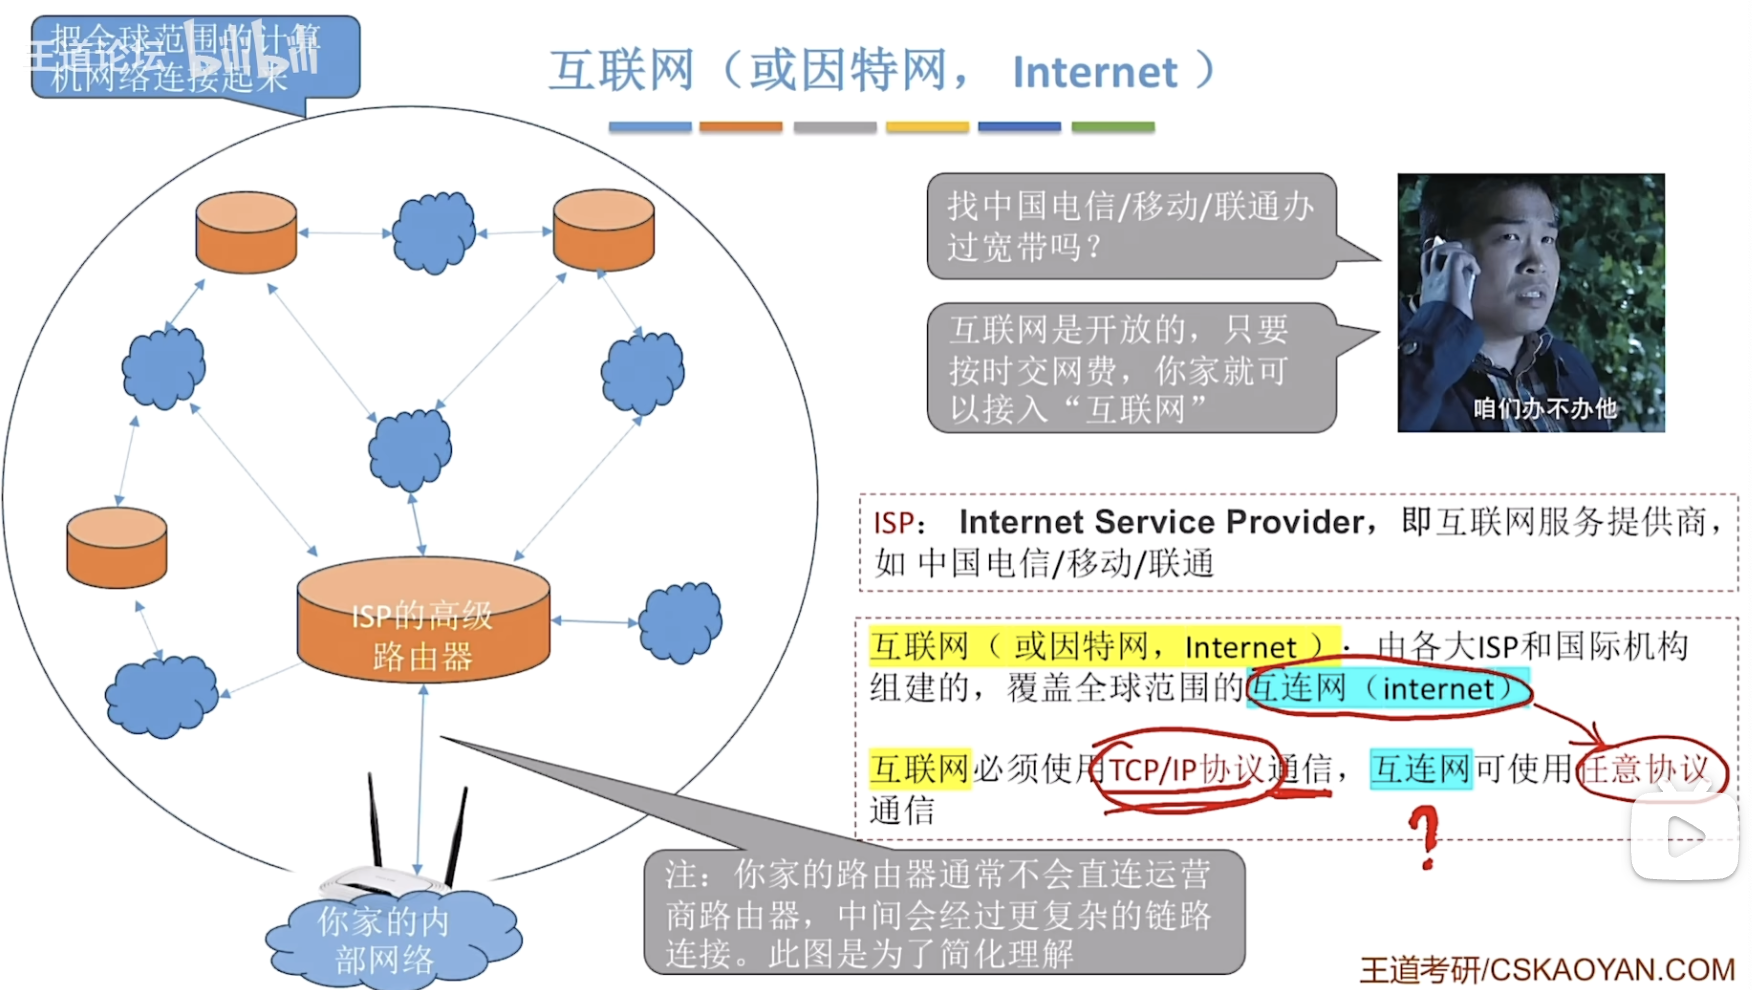 把全球范围的计算
机网络连接起来
王道论坛 bilibili
互联网（或因特网， Internet ）
找中国电信/移动/联通办
过宽带吗？
互联网是开放的，只要
按时交网费，你家就可
以接入“互联网”
咱们办不办他
ISP： Internet Service Provider，即互联网服务提供商，
如 中国电信/移动/联通
互联网（ 或因特网，Internet ）：由各大ISP和国际机构
组建的，覆盖全球范围的互连网（internet）
互联网必须使用TCP/IP协议通信，互连网可使用任意协议
通信
?
ISP的高级
路由器
你家的内
部网络
注：你家的路由器通常不会直连运营
商路由器，中间会经过更复杂的链路
连接。此图是为了简化理解
王道考研/CSKAOYAN.COM